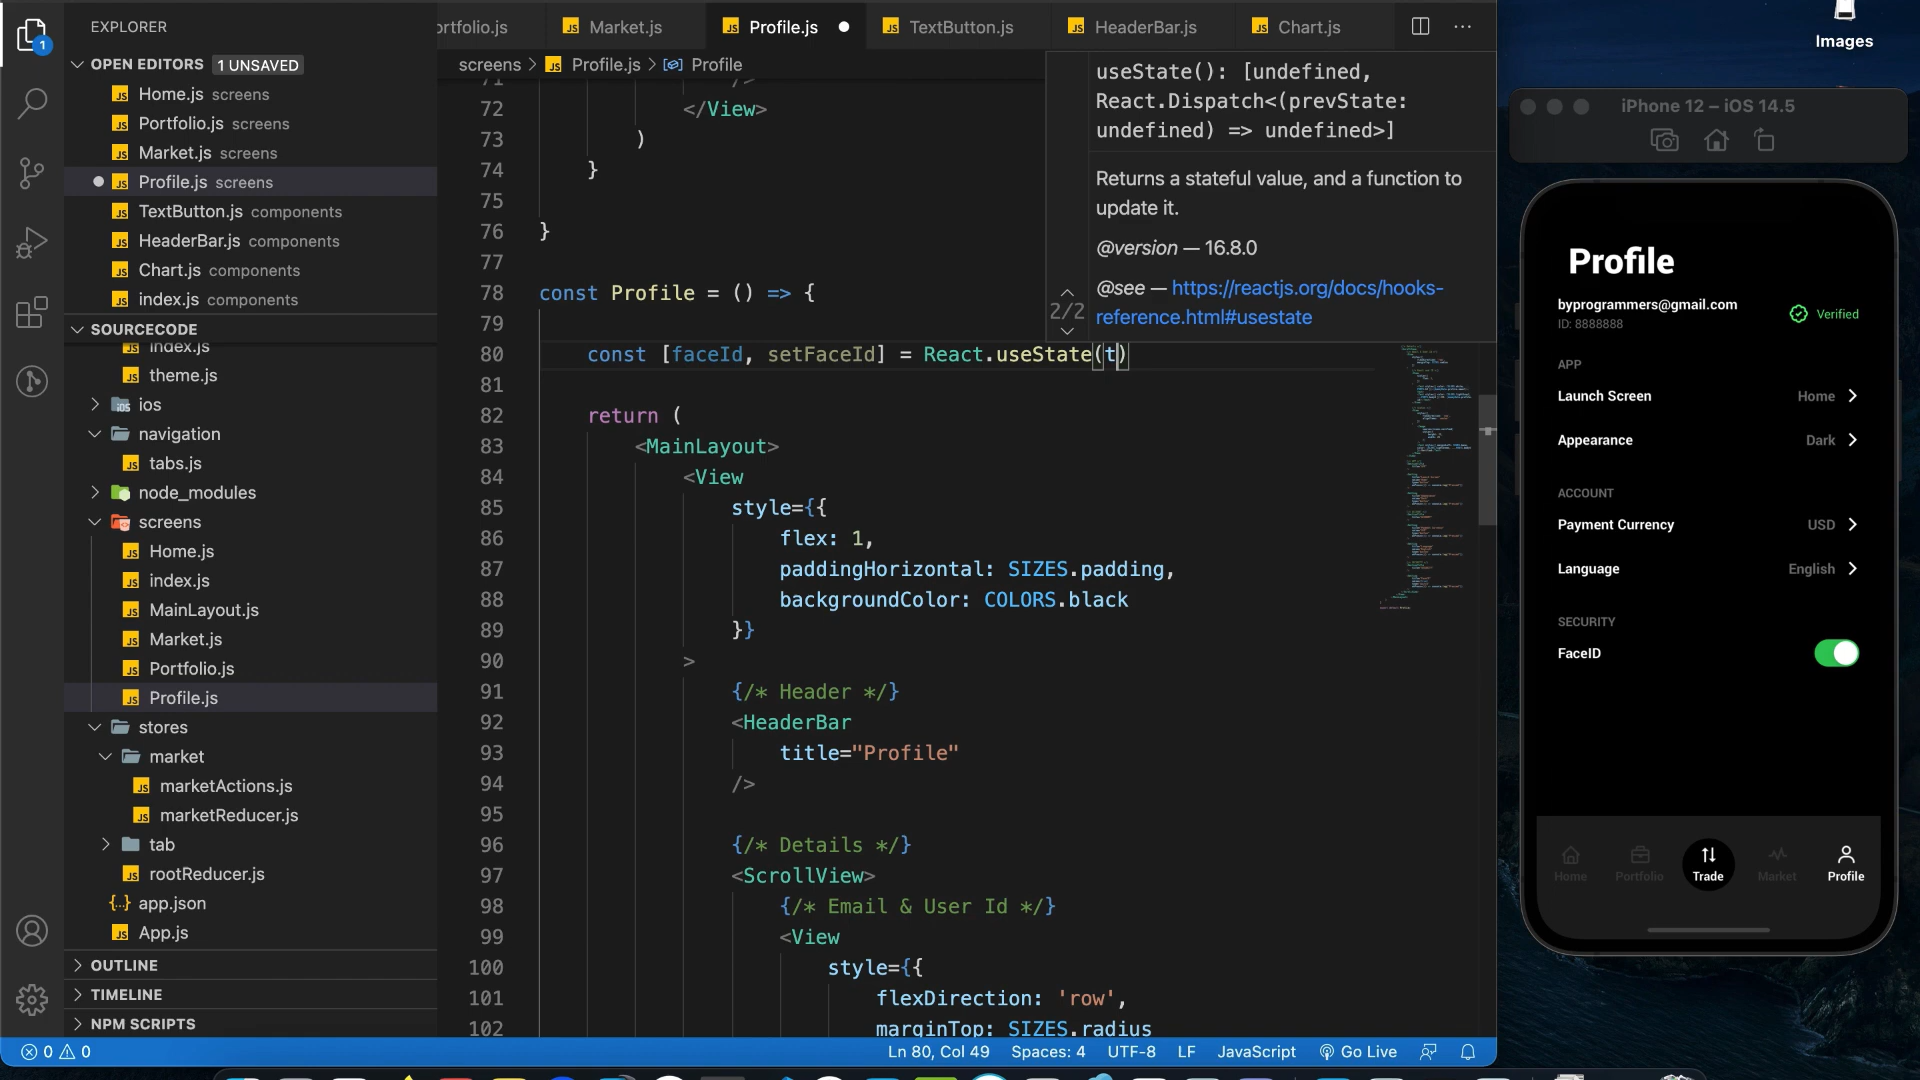 EXPLORER
OPEN EDITORS 1 UNSAVED
Home.js screens
Portfolio.js screens
Market.js screens
Profile.js screens
TextButton.js components
HeaderBar.js components
Chart.js components
index.js components
SOURCECODE
index.js
theme.js
ios
navigation
tabs.js
node_modules
screens
Home.js
index.js
MainLayout.js
Market.js
Portfolio.js
Profile.js
stores
market
marketActions.js
marketReducer.js
tab
rootReducer.js
app.json
App.js
OUTLINE
TIMELINE
NPM SCRIPTS
ortfolio.js Market.js Profile.js TextButton.js HeaderBar.js Chart.js
screens > Profile.js > Profile
71 />
72 </View>
73 )
74 }
75
76 }
77
78 const Profile = () => {
79
80 const [faceId, setFaceId] = React.useState(t)
81
82 return (
83 <MainLayout>
84 <View
85 style={{
86 flex: 1,
87 paddingHorizontal: SIZES.padding,
88 backgroundColor: COLORS.black
89 }}
90 >
91 {/* Header */}
92 <HeaderBar
93 title="Profile"
94 />
95
96 {/* Details */}
97 <ScrollView>
98 {/* Email & User Id */}
99 <View
100 style={{
101 flexDirection: 'row',
102 marginTop: SIZES.radius
useState(): [undefined,
React.Dispatch<(prevState:
undefined) => undefined>]
Returns a stateful value, and a function to
update it.
@version — 16.8.0
@see — https://reactjs.org/docs/hooks-
reference.html#usestate
2/2
1
0 0
Ln 80, Col 49 Spaces: 4 UTF-8 LF JavaScript Go Live
Images
iPhone 12 – iOS 14.5
Profile
byprogrammers@gmail.com
ID: 8888888
Verified
APP
Launch Screen Home
Appearance Dark
ACCOUNT
Payment Currency USD
Language English
SECURITY
FaceID
Home Portfolio Trade Market Profile